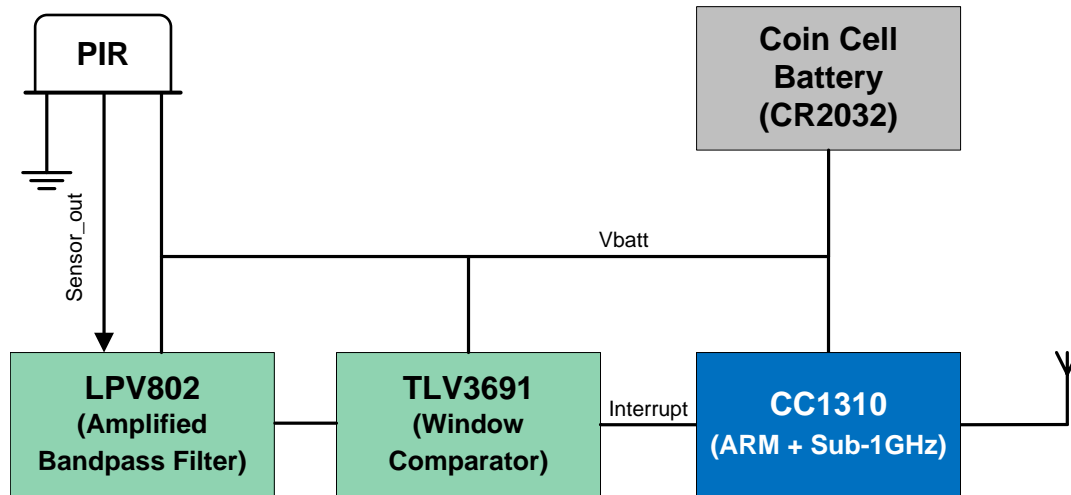 PIR
Coin Cell
Battery
(CR2032)
Sensor_out
Vbatt
LPV802
(Amplified
Bandpass Filter)
TLV3691
(Window
Comparator)
Interrupt
CC1310
(ARM + Sub-1GHz)